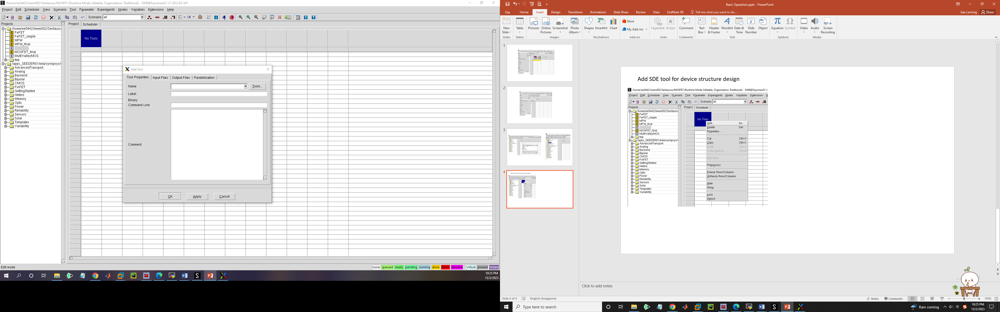 /home/ee5442/imem002/Sentaurus/MOSFET (Runtime Mode: Editable, Organization: Traditional) - SWB@Feynman01 vT-2022.03-SP1
Project Edit Scheduler View Scenario Tool Parameter Experiments Nodes Variables Extensions Help
Scenario: all
Projects
/home/ee5442/imem002/Sentaurus
FeFET
FeFET_simple
MFM
MFM_final
MOSFET_final
MultiValleyMOS
tmp
/apps_SEEDER01/eda/synopsys/s
AdvancedTransport
Analog
Backend
Bipolar
CMOS
FinFET
GettingStarted
Hetero
Memory
Opto
Power
Reliability
Sensors
Solar
Templates
Variability
Project Scheduler
No Tools
Add Tool
Tool Properties Input Files Output Files Parallelization
Name Tools...
Label
Binary
Command Line
Comment
OK Apply Cancel
Edit mode
none queued ready pending running done failed aborted virtual pruned folded
10:25 PM
13/2/2023
Basic Opeartion.pptx - PowerPoint
File Home Insert Design Transitions Animations Slide Show Review View EndNote X9 Tell me what you want to do... Jiao Leming Share
New Slide Table Pictures Online Pictures Screenshot Photo Album Shapes SmartArt Chart Store My Add-ins Hyperlink Action Comment Text Box Header & Footer WordArt Date & Time Slide Number Object Equation Symbol Video Audio Screen Recording
Slides Tables Images Illustrations Add-ins Links Comments Text Symbols Media
1
2
3
4
Add SDE tool for device structure design
/home/ee5442/imem002/Sentaurus/MOSFET (Runtime Mode: Editable, Organization: Traditional) - SWB@Feynman01 v
Project Edit Scheduler View Scenario Tool Parameter Experiments Nodes Variables Extensions H
Scenario: all
Projects
/home/ee5442/imem002/Sentaurus
FeFET
FeFET_simple
MFM
MFM_final
MOSFET_final
MultiValleyMOS
tmp
/apps_SEEDER01/eda/synopsys/s
AdvancedTransport
Analog
Backend
Bipolar
CMOS
FinFET
GettingStarted
Hetero
Memory
Opto
Power
Reliability
Sensors
Solar
Templates
Variability
Project Scheduler
No Tools
Add... Ins
Delete Del
Properties...
Cut Ctrl+X
Copy Ctrl+C
Paste Ctrl+V
Paste Special... Ctrl+M
Edit Input
Preprocess
Freeze Rows/Columns
Unfreeze Rows/Columns
Hide
Show
Lock
Unlock
Click to add notes
Slide 4 of 4 English (Singapore) Notes Comments 100%
Type here to search
Rain coming 中 10:25 PM
13/2/2023